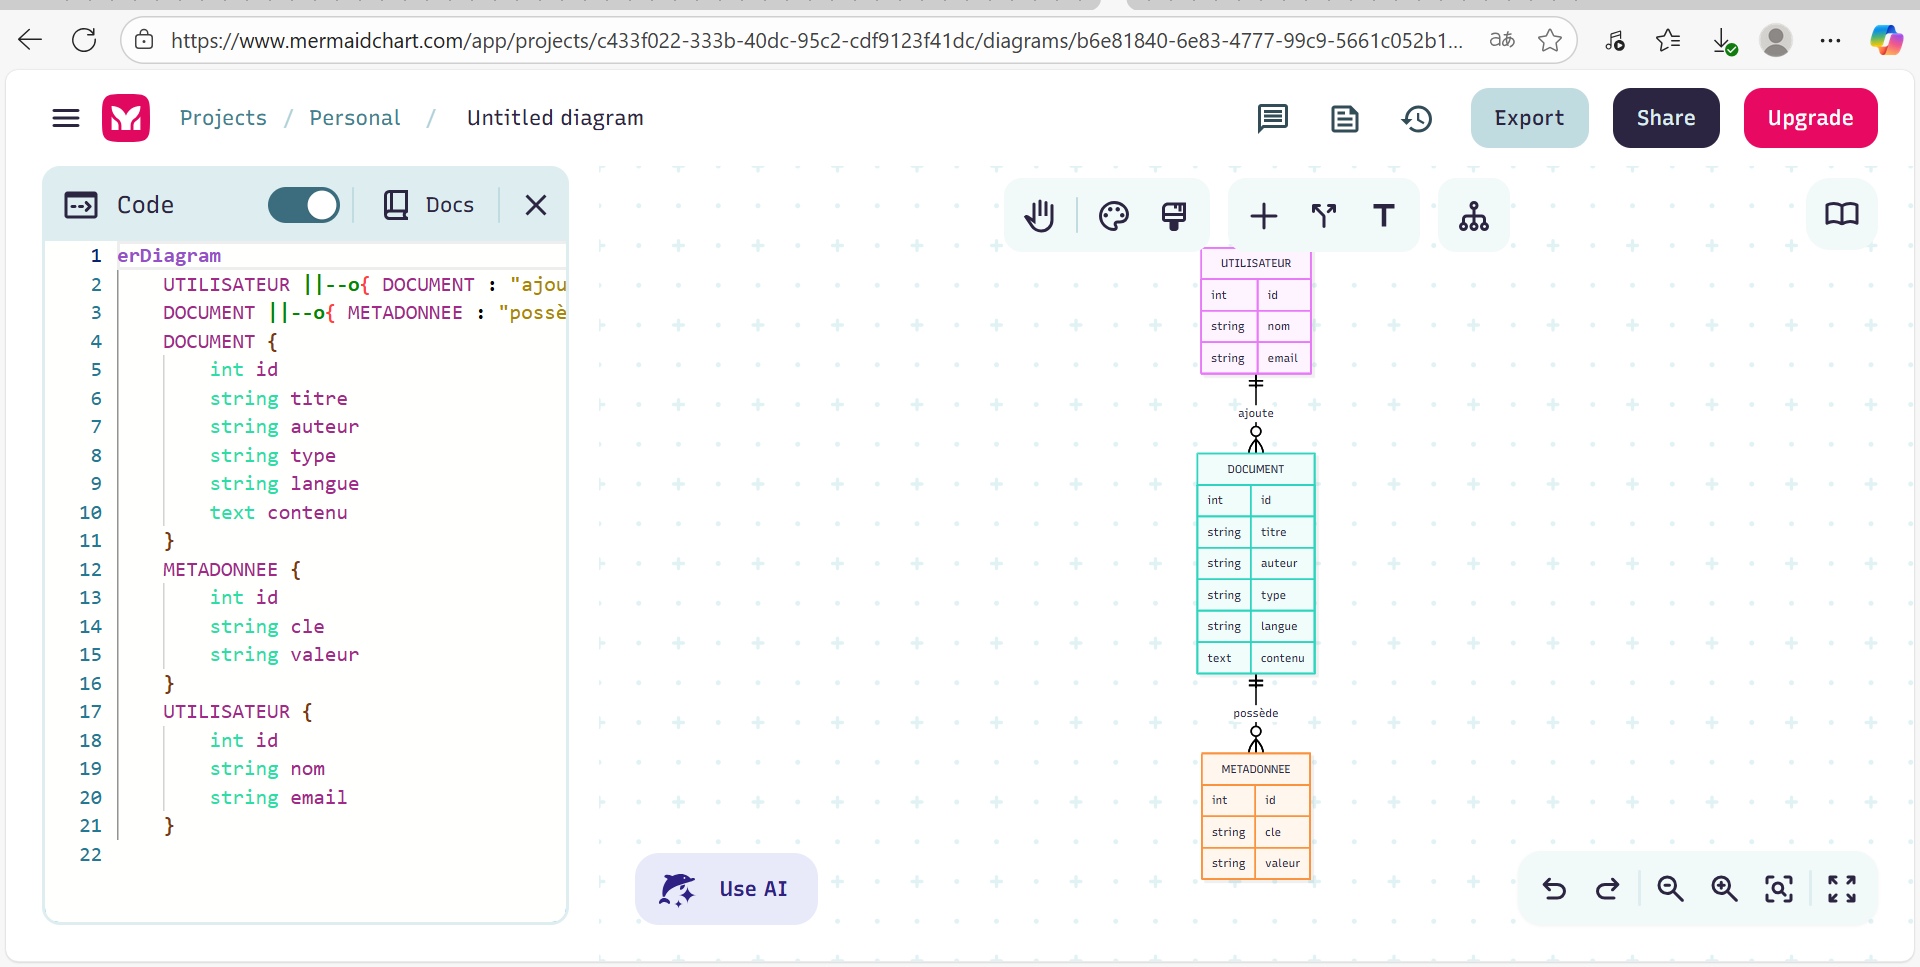 https://www.mermaidchart.com/app/projects/c433f022-333b-40dc-95c2-cdf9123f41dc/diagrams/b6e81840-6e83-4777-99c9-5661c052b1...
Projects / Personal / Untitled diagram
Export
Share
Upgrade
Code
Docs
1 erDiagram
2 UTILISATEUR ||--o{ DOCUMENT : "ajou
3 DOCUMENT ||--o{ METADONNEE : "possè
4 DOCUMENT {
5 int id
6 string titre
7 string auteur
8 string type
9 string langue
10 text contenu
11 }
12 METADONNEE {
13 int id
14 string cle
15 string valeur
16 }
17 UTILISATEUR {
18 int id
19 string nom
20 string email
21 }
22
T
UTILISATEUR
int id
string nom
string email
ajoute
DOCUMENT
int id
string titre
string auteur
string type
string langue
text contenu
possède
METADONNEE
int id
string cle
string valeur
Use AI